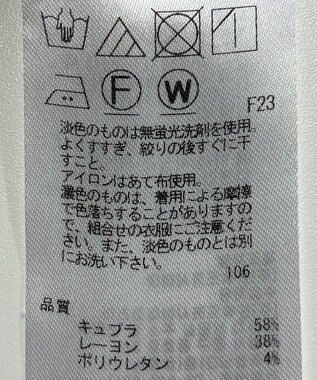 F W
F23
淡色のものは無蛍光洗剤を使用。
よくすすぎ、絞りの後すぐに干
すこと。
アイロンはあて布使用。
濃色のものは、着用による摩擦
で色落ちすることがありますの
で、組合せの衣服にご注意くだ
さい。また、淡色のものとは別
にお洗い下さい。
106
品質
キュプラ 58%
レーヨン 38%
ポリウレタン 4%